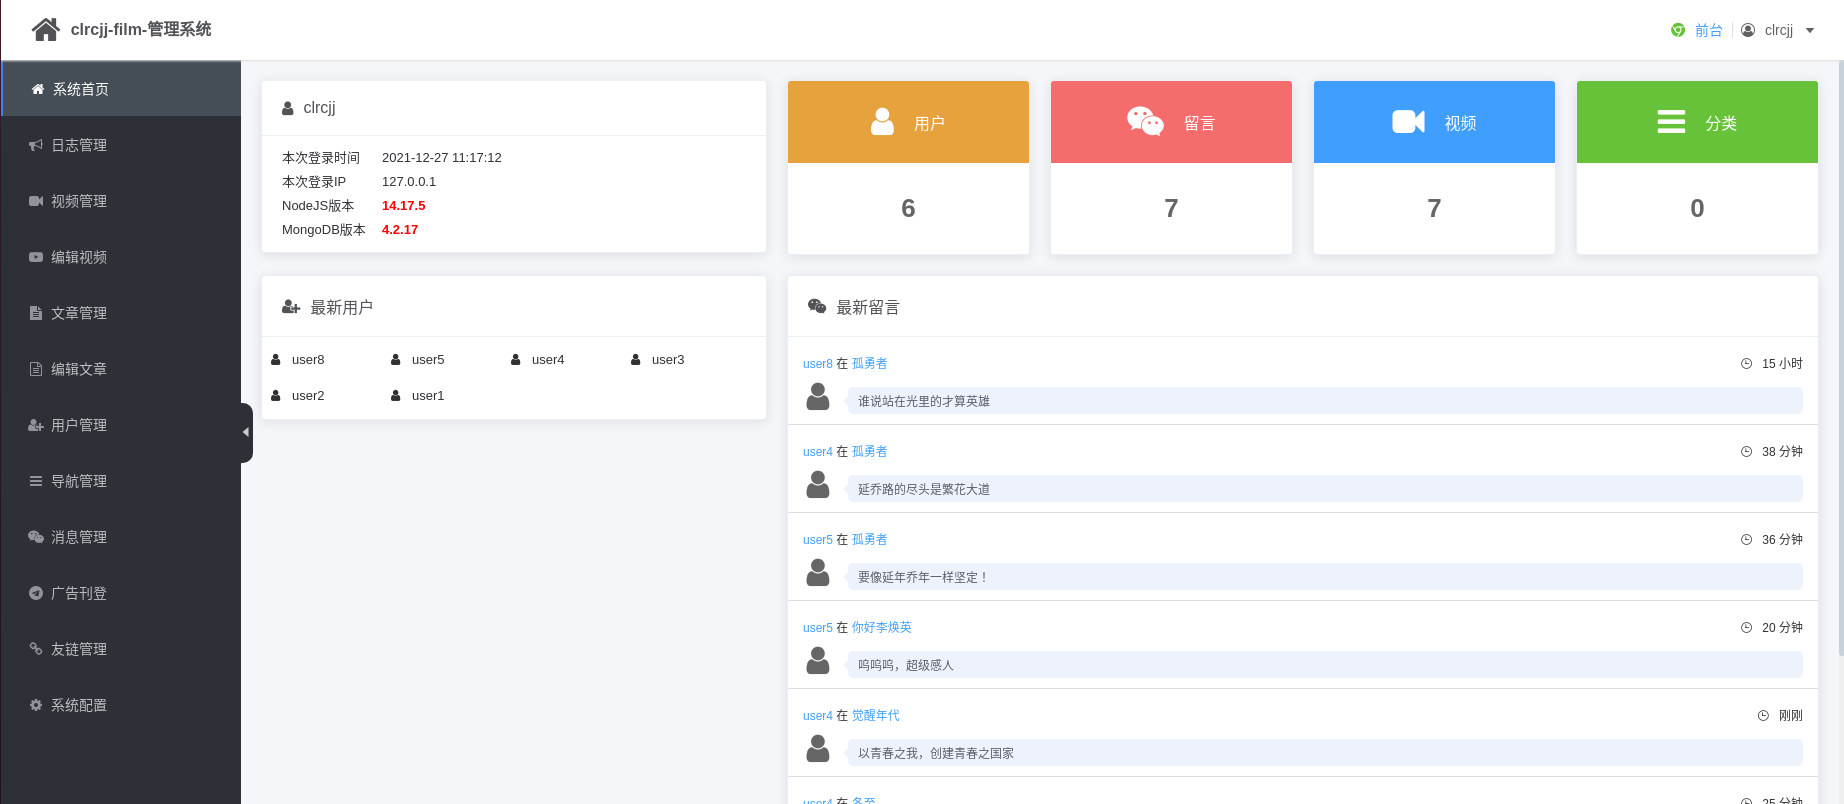 clrcjj-film-管理系统
前台
clrcjj
系统首页
日志管理
视频管理
编辑视频
文章管理
编辑文章
用户管理
导航管理
消息管理
广告刊登
友链管理
系统配置
clrcjj
本次登录时间 2021-12-27 11:17:12
本次登录IP 127.0.0.1
NodeJS版本 14.17.5
MongoDB版本 4.2.17
用户
6
留言
7
视频
7
分类
0
最新用户
user8 user5 user4 user3
user2 user1
最新留言
user8 在 孤勇者 15 小时
谁说站在光里的才算英雄
user4 在 孤勇者 38 分钟
延乔路的尽头是繁花大道
user5 在 孤勇者 36 分钟
要像延年乔年一样坚定！
user5 在 你好李焕英 20 分钟
呜呜呜，超级感人
user4 在 觉醒年代 刚刚
以青春之我，创建青春之国家
user4 在 冬至 25 分钟